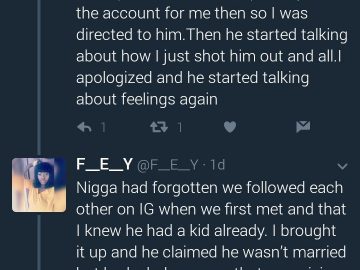 the account for me then so I was
directed to him.Then he started talking
about how I just shot him out and all.I
apologized and he started talking
about feelings again
1 1
F__E__Y @F__E__Y · 1d
Nigga had forgotten we followed each
other on IG when we first met and that
I knew he had a kid already. I brought
it up and he claimed he wasn't married